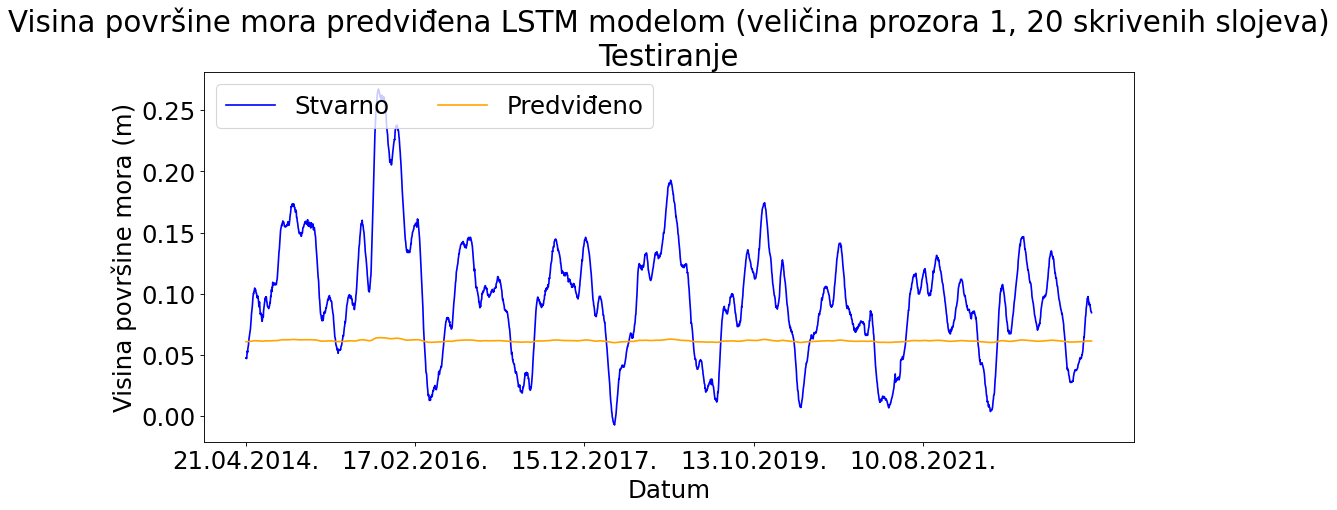 Visina površine mora predviđena LSTM modelom (veličina prozora 1, 20 skrivenih slojeva)
Testiranje
Stvarno
Predviđeno
Visina površine mora (m)
0.25
0.20
0.15
0.10
0.05
0.00
21.04.2014.
17.02.2016.
15.12.2017.
13.10.2019.
10.08.2021.
Datum